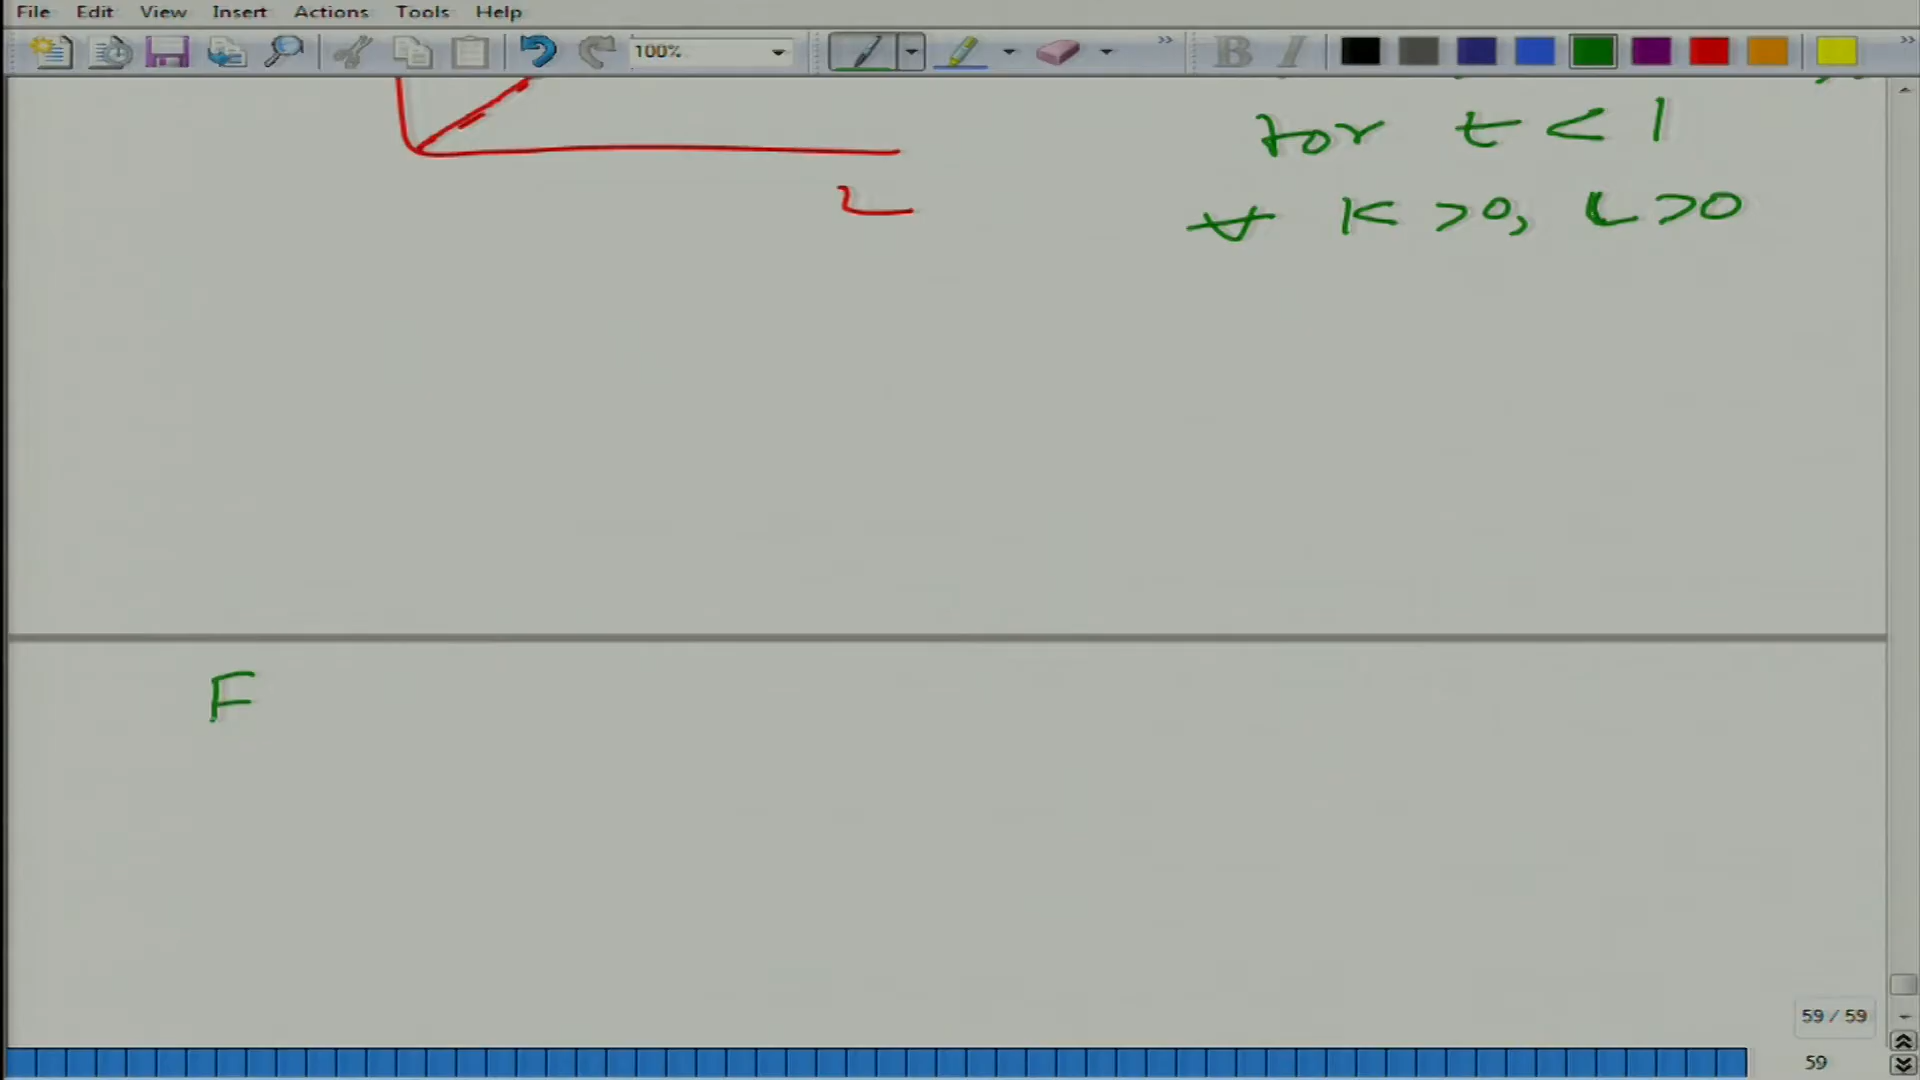 File Edit View Insert Actions Tools Help
100%
B I
for t < 1
∀ K >0, L >0
L
F
59 / 59
59